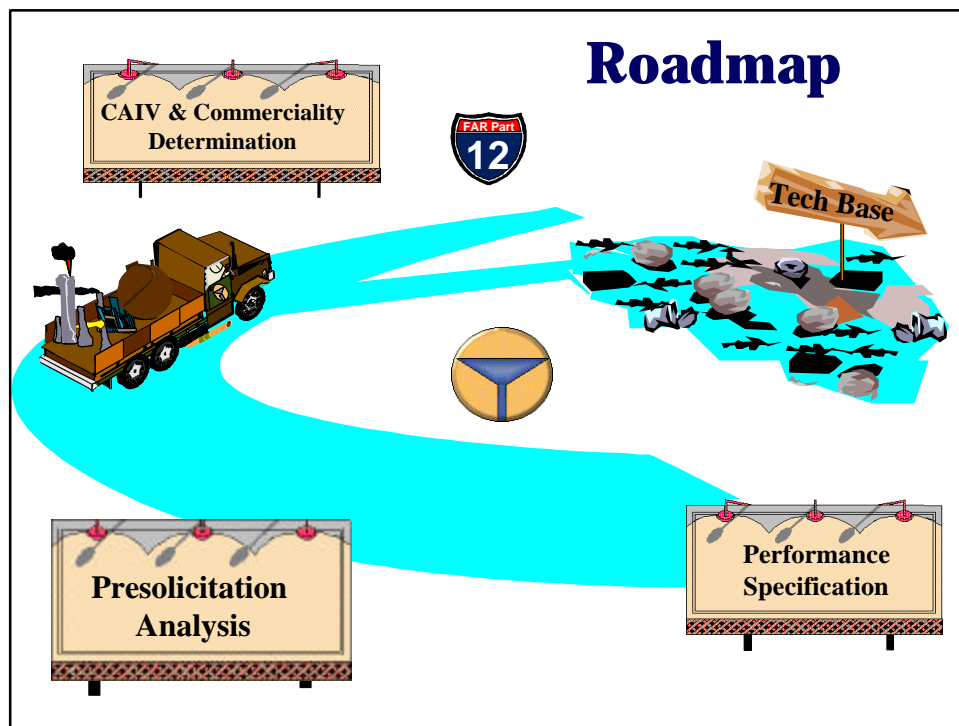 Roadmap
CAIV & Commerciality
Determination
FAR Part
12
Tech Base
Presolicitation
Analysis
Performance
Specification